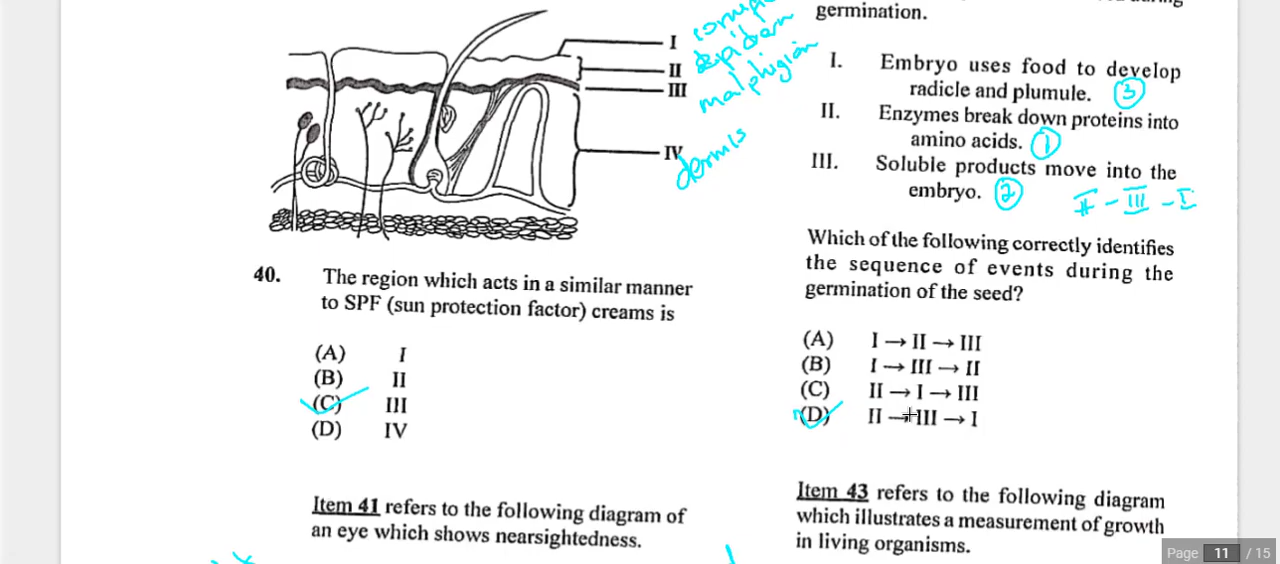 I
II
III
IV
epiderm
malphigian
dermis
40. The region which acts in a similar manner
to SPF (sun protection factor) creams is
(A) I
(B) II
(C) III
(D) IV
Item 41 refers to the following diagram of
an eye which shows nearsightedness.
germination.
I. Embryo uses food to develop
radicle and plumule. 3
II. Enzymes break down proteins into
amino acids. 1
III. Soluble products move into the
embryo. 2 II - III - I
Which of the following correctly identifies
the sequence of events during the
germination of the seed?
(A) I → II → III
(B) I → III → II
(C) II → I → III
(D) II → III → I
Item 43 refers to the following diagram
which illustrates a measurement of growth
in living organisms.
Page 11 / 15